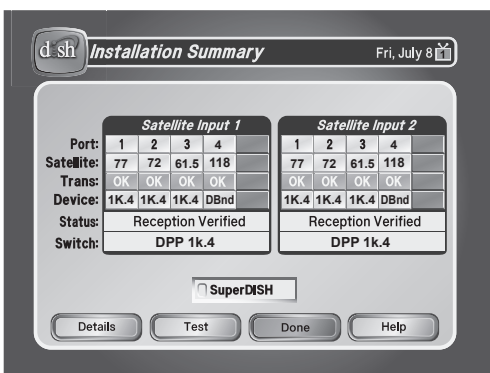 dish Installation Summary Fri, July 8
Satellite Input 1 Satellite Input 2
Port: 1 2 3 4 1 2 3 4
Satellite: 77 72 61.5 118 77 72 61.5 118
Trans: OK OK OK OK OK OK OK OK
Device: 1K.4 1K.4 1K.4 DBnd 1K.4 1K.4 1K.4 DBnd
Status: Reception Verified Reception Verified
Switch: DPP 1k.4 DPP 1k.4
SuperDISH
Details Test Done Help